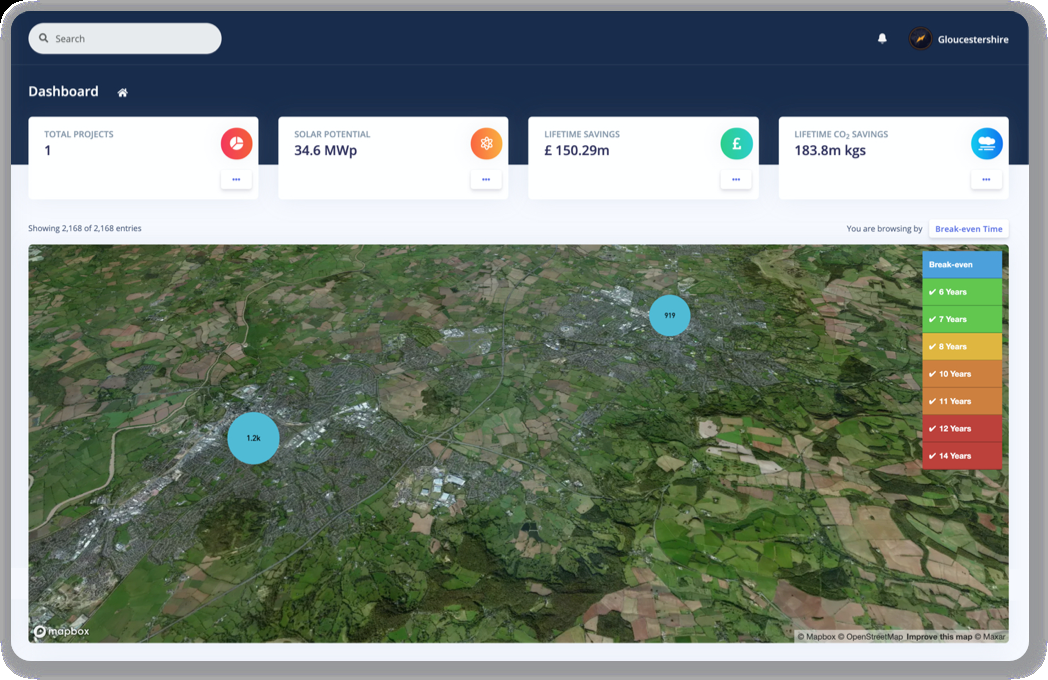 Search
Gloucestershire
Dashboard
TOTAL PROJECTS
1
SOLAR POTENTIAL
34.6 MWp
LIFETIME SAVINGS
£ 150.29m
£
LIFETIME CO₂ SAVINGS
183.8m kgs
Showing 2,168 of 2,168 entries
You are browsing by Break-even Time
Break-even
✓ 6 Years
✓ 7 Years
✓ 8 Years
✓ 10 Years
✓ 11 Years
✓ 12 Years
✓ 14 Years
919
1.2k
mapbox
© Mapbox © OpenStreetMap Improve this map © Maxar